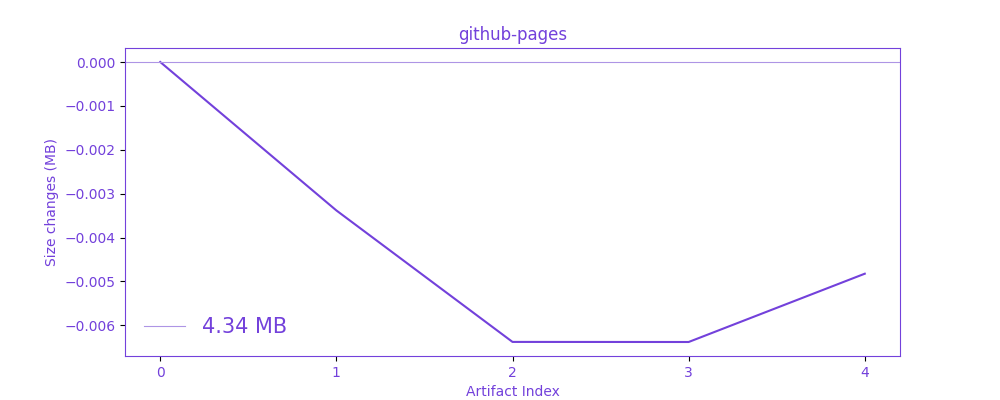 github-pages
Size changes (MB)
0.000
−0.001
−0.002
−0.003
−0.004
−0.005
−0.006
4.34 MB
0 1 2 3 4
Artifact Index